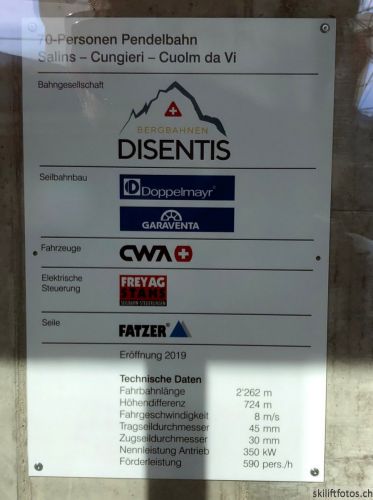 70-Personen Pendelbahn
Salins – Cungieri – Cuolm da Vi
Bahngesellschaft
BERGBAHNEN
DISENTIS
Seilbahnbau
Doppelmayr
GARAVENTA
Fahrzeuge
CWA
Elektrische
Steuerung
FREY AG
STANS
SEILBAHN-STEUERUNGEN
Seile
FATZER
Eröffnung 2019
Technische Daten
Fahrbahnlänge 2'262 m
Höhendifferenz 724 m
Fahrgeschwindigkeit 8 m/s
Tragseildurchmesser 45 mm
Zugseildurchmesser 30 mm
Nennleistung Antrieb 350 kW
Förderleistung 590 pers./h
skiliftfotos.ch